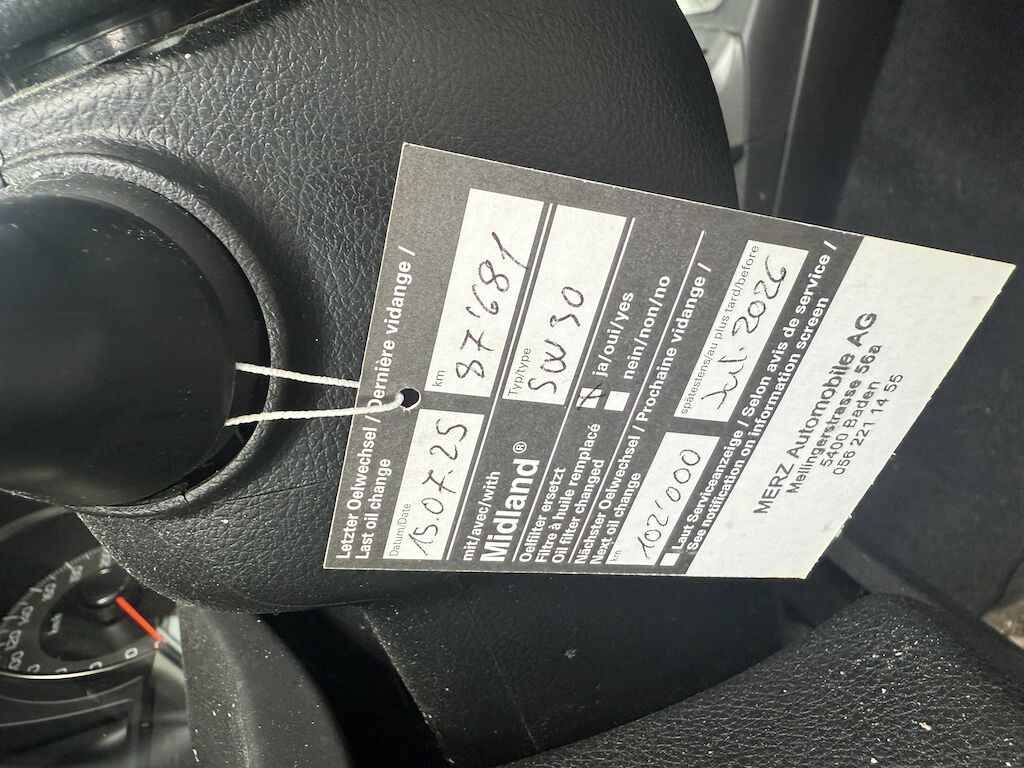 Letzter Oelwechsel / Dernière vidange /
Last oil change
Datum/Date
15.07.25
km
87'681
mit/avec/with
Midland®
Typ/type
5W30
Oelfilter ersetzt
Filtre à huile remplacé
Oil filter changed
ja/oui/yes
nein/non/no
Nächster Oelwechsel / Prochaine vidange /
Next oil change
km
102'000
spätestens/au plus tard/before
Jul. 2026
Laut Serviceanzeige / Selon avis de service /
See notification on information screen
MERZ Automobile AG
Mellingerstrasse 56a
5400 Baden
056 221 14 55
km/h